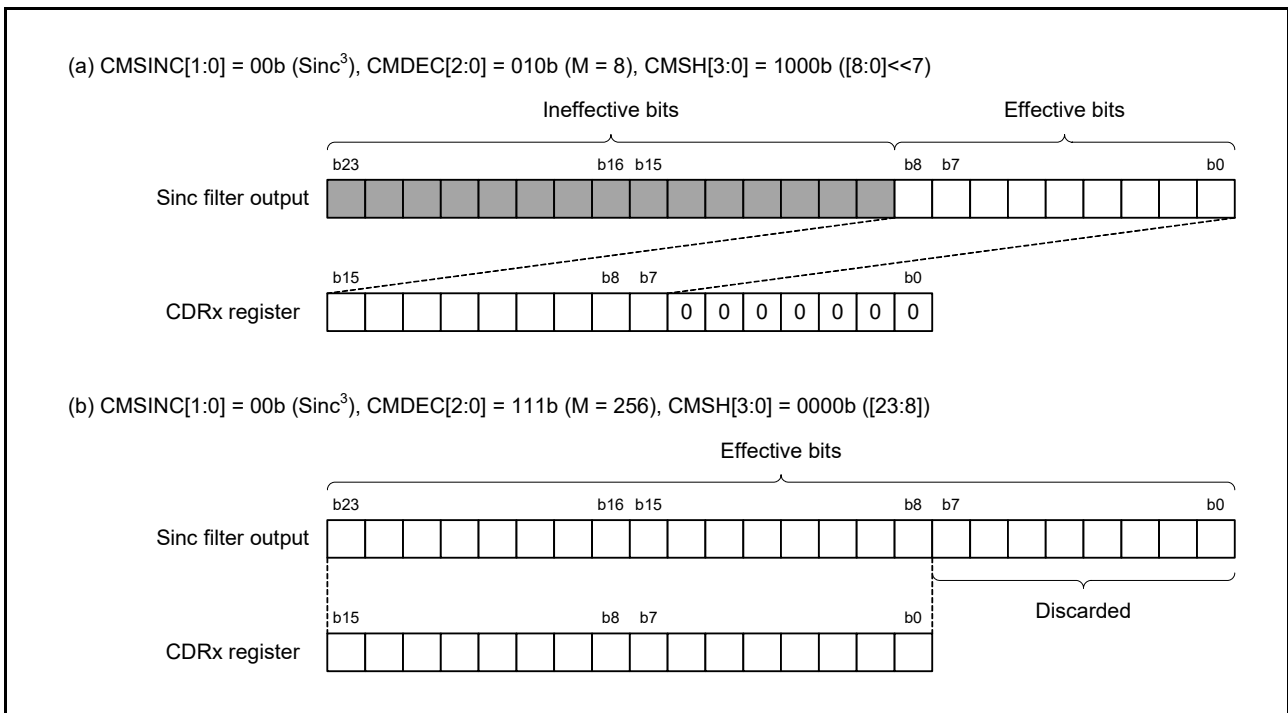 (a) CMSINC[1:0] = 00b (Sinc³), CMDEC[2:0] = 010b (M = 8), CMSH[3:0] = 1000b ([8:0]<<7)
Ineffective bits Effective bits
b23 b16 b15 b8 b7 b0
Sinc filter output
b15 b8 b7 b0
CDRx register 0 0 0 0 0 0 0
(b) CMSINC[1:0] = 00b (Sinc³), CMDEC[2:0] = 111b (M = 256), CMSH[3:0] = 0000b ([23:8])
Effective bits
b23 b16 b15 b8 b7 b0
Sinc filter output
Discarded
b15 b8 b7 b0
CDRx register